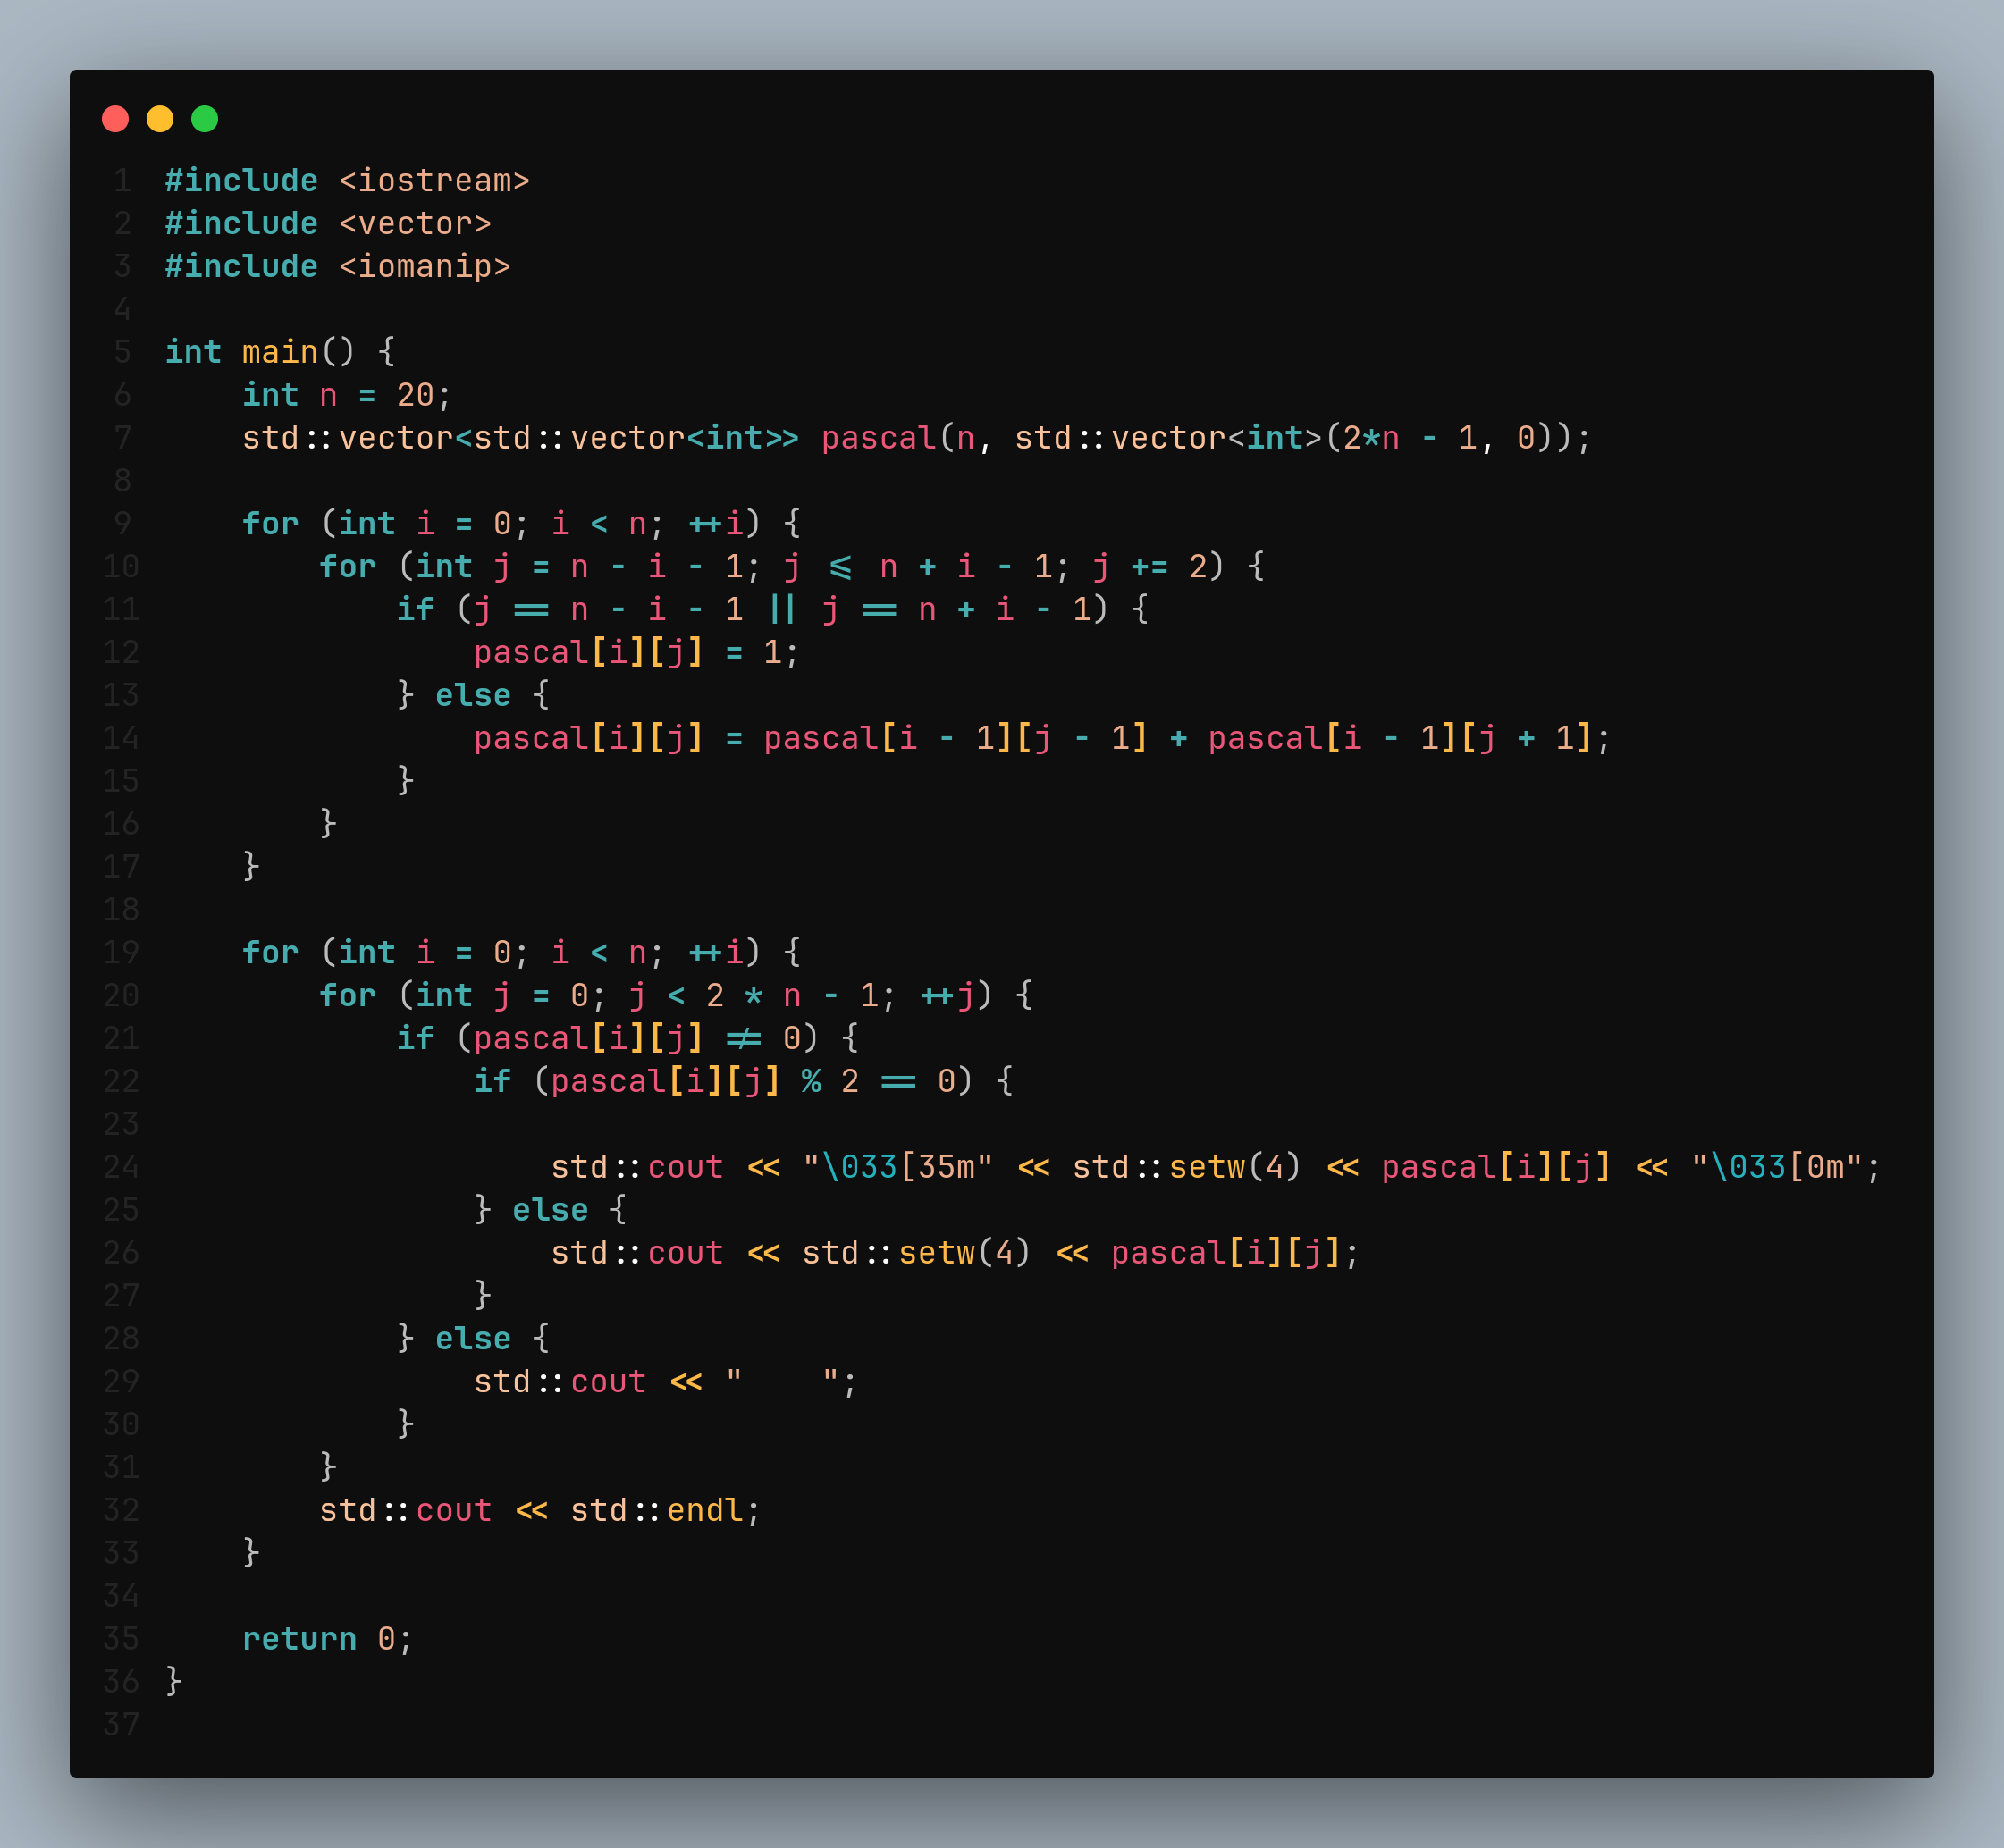 1 #include <iostream>
2 #include <vector>
3 #include <iomanip>
4
5 int main() {
6     int n = 20;
7     std::vector<std::vector<int>> pascal(n, std::vector<int>(2*n - 1, 0));
8
9     for (int i = 0; i < n; ++i) {
10         for (int j = n - i - 1; j <= n + i - 1; j += 2) {
11             if (j == n - i - 1 || j == n + i - 1) {
12                 pascal[i][j] = 1;
13             } else {
14                 pascal[i][j] = pascal[i - 1][j - 1] + pascal[i - 1][j + 1];
15             }
16         }
17     }
18
19     for (int i = 0; i < n; ++i) {
20         for (int j = 0; j < 2 * n - 1; ++j) {
21             if (pascal[i][j] != 0) {
22                 if (pascal[i][j] % 2 == 0) {
23
24                     std::cout << "\033[35m" << std::setw(4) << pascal[i][j] << "\033[0m";
25                 } else {
26                     std::cout << std::setw(4) << pascal[i][j];
27                 }
28             } else {
29                 std::cout << "    ";
30             }
31         }
32         std::cout << std::endl;
33     }
34
35     return 0;
36 }
37